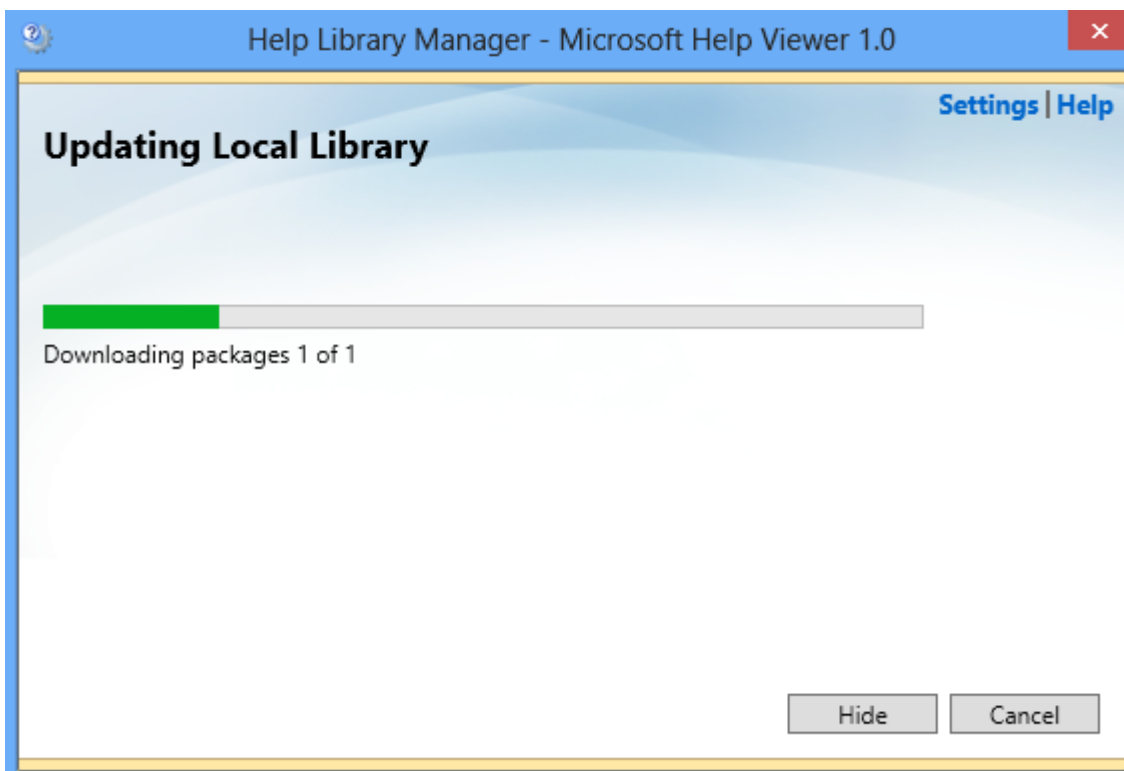 Help Library Manager - Microsoft Help Viewer 1.0
Settings | Help
Updating Local Library
Downloading packages 1 of 1
Hide Cancel